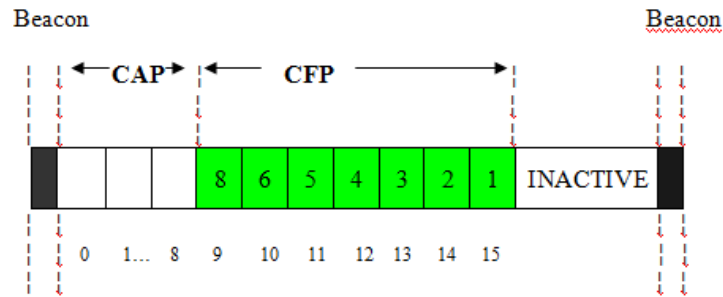 Beacon Beacon
CAP CFP
8 6 5 4 3 2 1 INACTIVE
0 1... 8 9 10 11 12 13 14 15